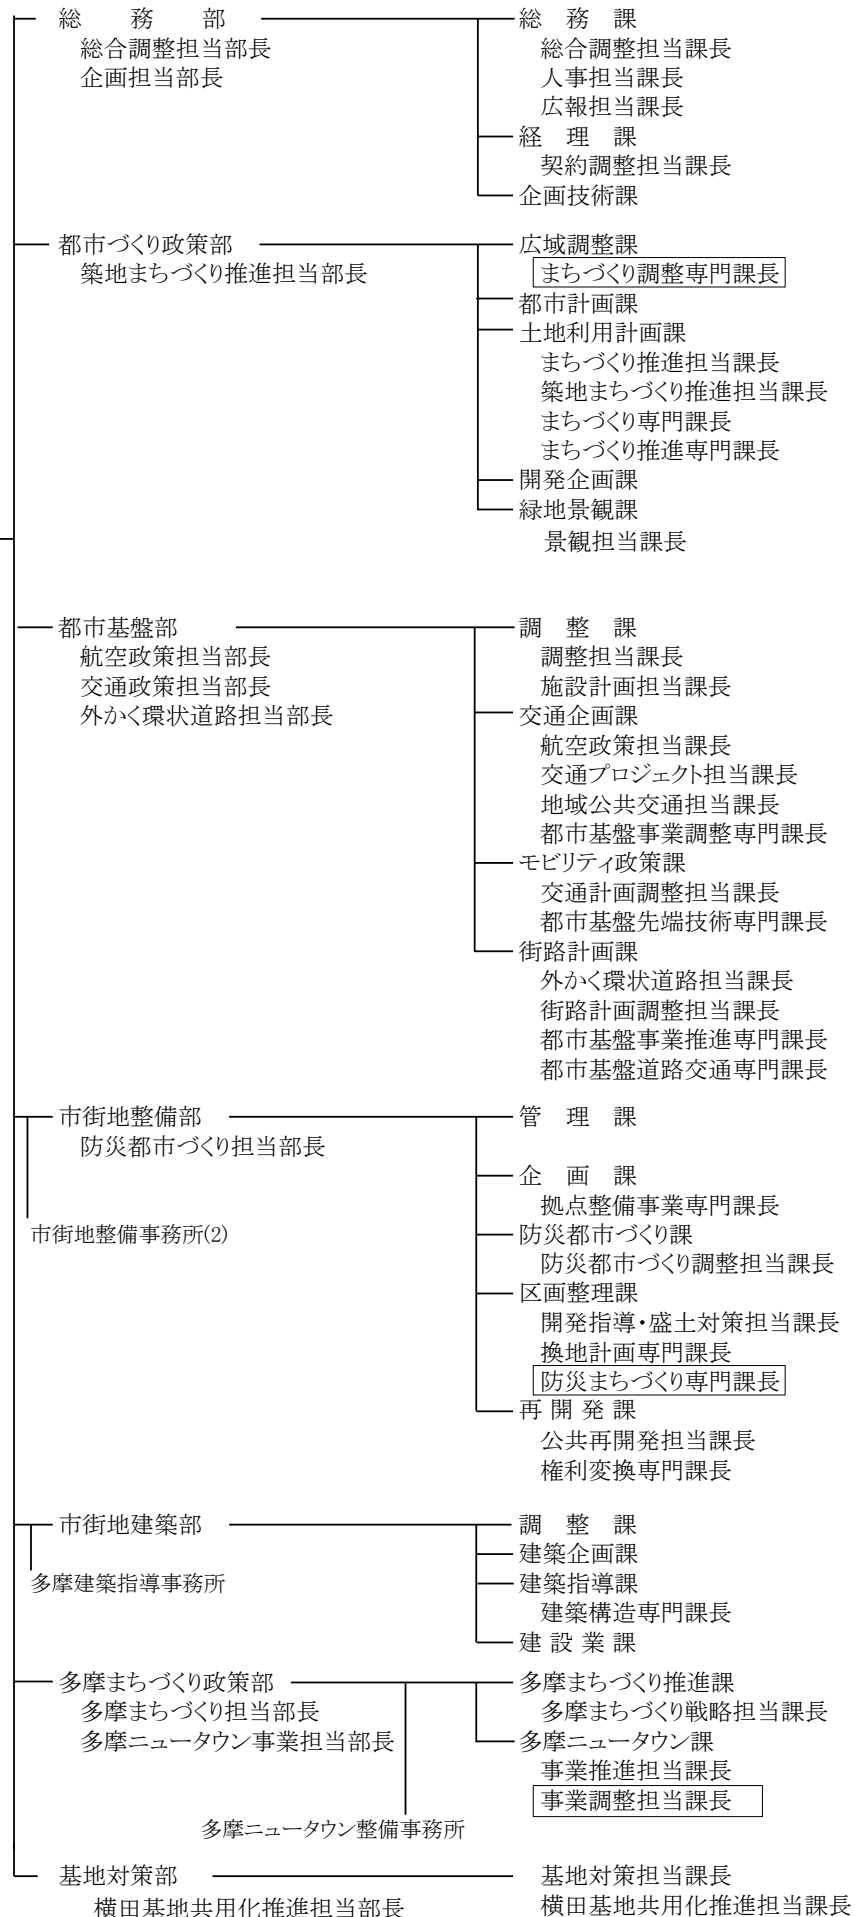 総務部
総合調整担当部長
企画担当部長
総務課
総合調整担当課長
人事担当課長
広報担当課長
経理課
契約調整担当課長
企画技術課
都市づくり政策部
築地まちづくり推進担当部長
広域調整課
まちづくり調整専門課長
都市計画課
土地利用計画課
まちづくり推進担当課長
築地まちづくり推進担当課長
まちづくり専門課長
まちづくり推進専門課長
開発企画課
緑地景観課
景観担当課長
都市基盤部
航空政策担当部長
交通政策担当部長
外かく環状道路担当部長
調整課
調整担当課長
施設計画担当課長
交通企画課
航空政策担当課長
交通プロジェクト担当課長
地域公共交通担当課長
都市基盤事業調整専門課長
モビリティ政策課
交通計画調整担当課長
都市基盤先端技術専門課長
街路計画課
外かく環状道路担当課長
街路計画調整担当課長
都市基盤事業推進専門課長
都市基盤道路交通専門課長
市街地整備部
防災都市づくり担当部長
市街地整備事務所(2)
管理課
企画課
拠点整備事業専門課長
防災都市づくり課
防災都市づくり調整担当課長
区画整理課
開発指導・盛土対策担当課長
換地計画専門課長
防災まちづくり専門課長
再開発課
公共再開発担当課長
権利変換専門課長
市街地建築部
多摩建築指導事務所
調整課
建築企画課
建築指導課
建築構造専門課長
建設業課
多摩まちづくり政策部
多摩まちづくり担当部長
多摩ニュータウン事業担当部長
多摩ニュータウン整備事務所
多摩まちづくり推進課
多摩まちづくり戦略担当課長
多摩ニュータウン課
事業推進担当課長
事業調整担当課長
基地対策部
横田基地共用化推進担当部長
基地対策担当課長
横田基地共用化推進担当課長